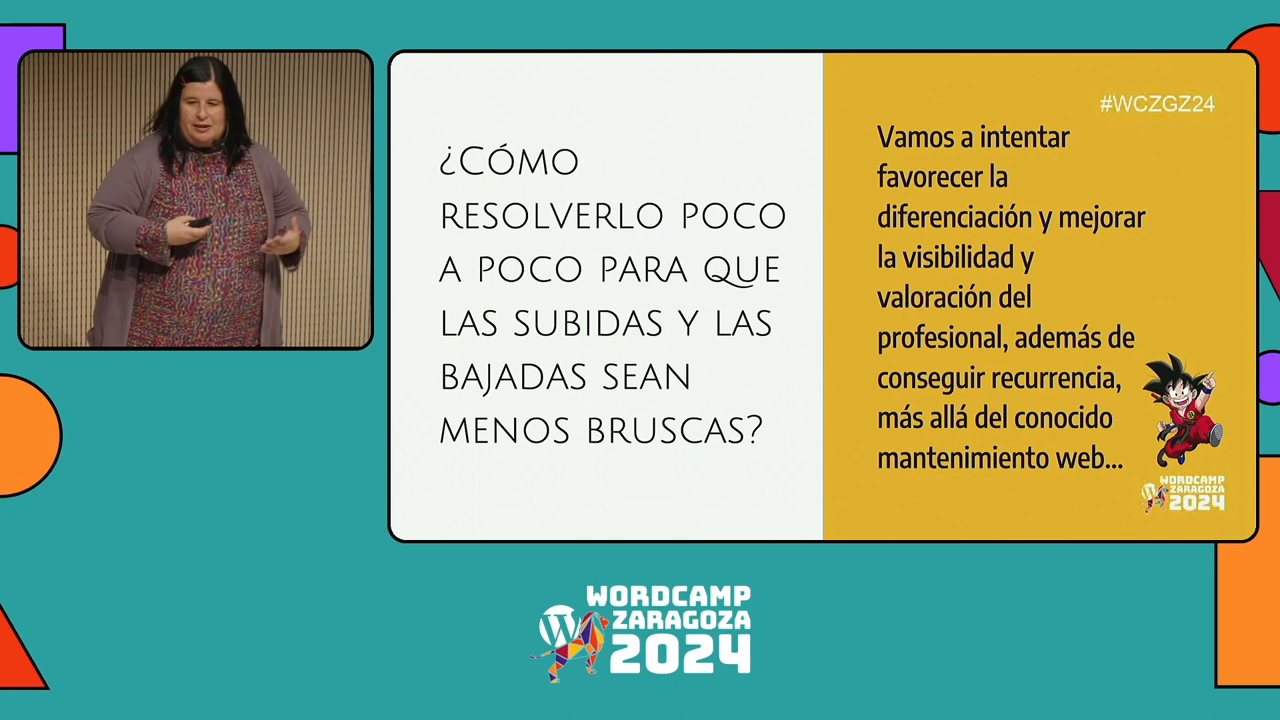 ¿CÓMO
RESOLVERLO POCO
A POCO PARA QUE
LAS SUBIDAS Y LAS
BAJADAS SEAN
MENOS BRUSCAS?
#WCZGZ24
Vamos a intentar
favorecer la
diferenciación y mejorar
la visibilidad y
valoración del
profesional, además de
conseguir recurrencia,
más allá del conocido
mantenimiento web...
WORDCAMP
ZARAGOZA
2024
WORDCAMP
ZARAGOZA
2024